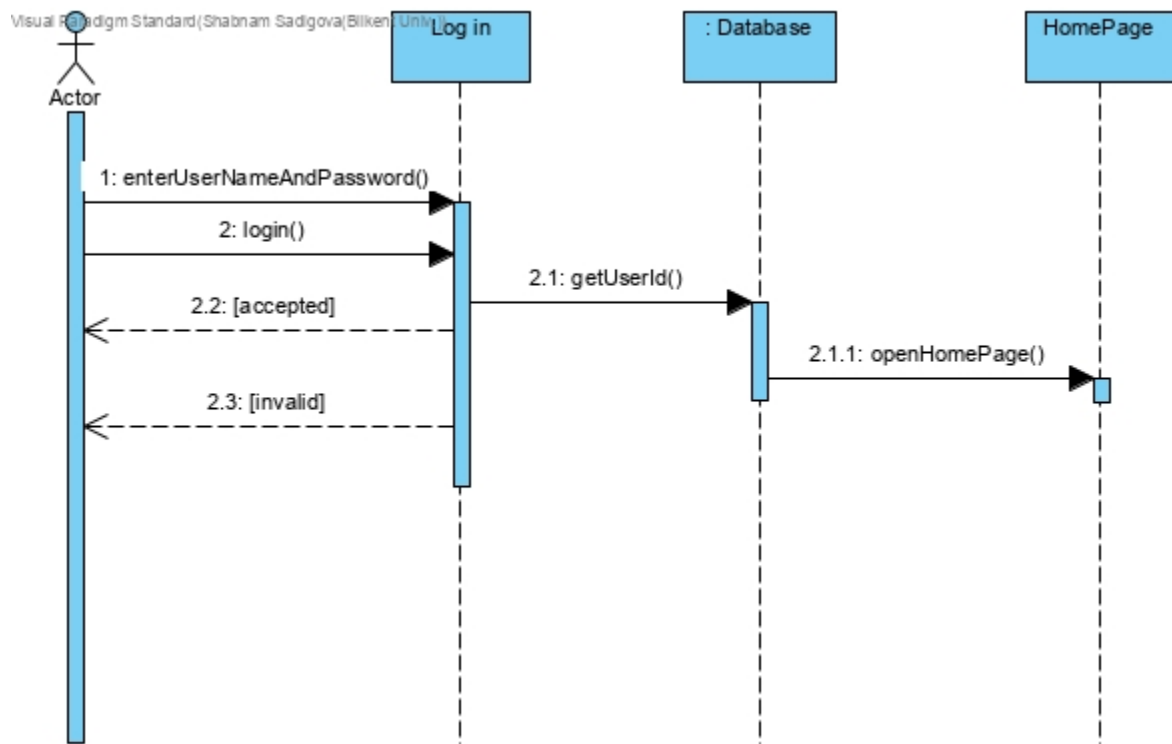 Visual Paradigm Standard(Shabnam Sadigova(Bilkent Univ.))
Log in
: Database
HomePage
Actor
1: enterUserNameAndPassword()
2: login()
2.1: getUserId()
2.2: [accepted]
2.1.1: openHomePage()
2.3: [invalid]